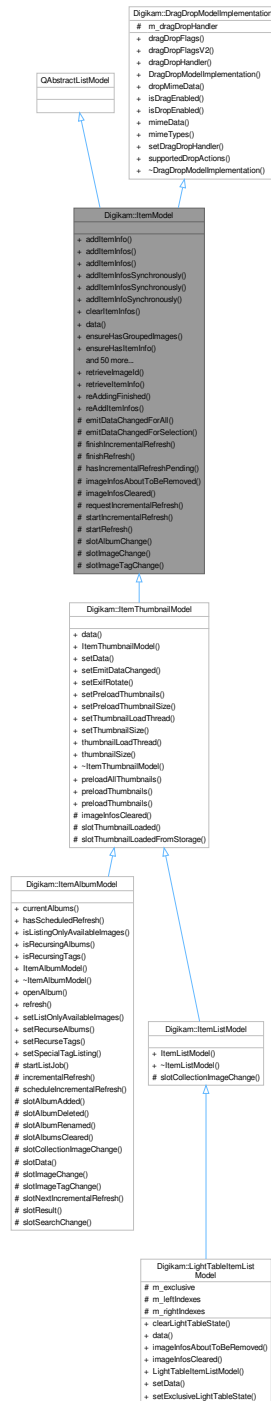 Digikam::DragDropModelImplementation
# m_dragDropHandler
+ dragDropFlags()
+ dragDropFlagsV2()
+ dragDropHandler()
+ DragDropModelImplementation()
+ dropMimeData()
+ isDragEnabled()
+ isDropEnabled()
+ mimeData()
+ mimeTypes()
+ setDragDropHandler()
+ supportedDropActions()
+ ~DragDropModelImplementation()
QAbstractListModel
Digikam::ItemModel
+ addItemInfo()
+ addItemInfos()
+ addItemInfos()
+ addItemInfosSynchronously()
+ addItemInfosSynchronously()
+ addItemInfoSynchronously()
+ clearItemInfos()
+ data()
+ ensureHasGroupedImages()
+ ensureHasItemInfo()
and 50 more...
+ retrieveImageId()
+ retrieveItemInfo()
+ reAddingFinished()
+ reAddItemInfos()
# emitDataChangedForAll()
# emitDataChangedForSelection()
# finishIncrementalRefresh()
# finishRefresh()
# hasIncrementalRefreshPending()
# imageInfosAboutToBeRemoved()
# imageInfosCleared()
# requestIncrementalRefresh()
# startIncrementalRefresh()
# startRefresh()
# slotAlbumChange()
# slotImageChange()
# slotImageTagChange()
Digikam::ItemThumbnailModel
+ data()
+ ItemThumbnailModel()
+ setData()
+ setEmitDataChanged()
+ setExifRotate()
+ setPreloadThumbnails()
+ setPreloadThumbnailSize()
+ setThumbnailLoadThread()
+ setThumbnailSize()
+ thumbnailLoadThread()
+ thumbnailSize()
+ ~ItemThumbnailModel()
+ preloadAllThumbnails()
+ preloadThumbnails()
+ preloadThumbnails()
# imageInfosCleared()
# slotThumbnailLoaded()
# slotThumbnailLoadedFromStorage()
Digikam::ItemAlbumModel
+ currentAlbums()
+ hasScheduledRefresh()
+ isListingOnlyAvailableImages()
+ isRecursingAlbums()
+ isRecursingTags()
+ ItemAlbumModel()
+ ~ItemAlbumModel()
+ openAlbum()
+ refresh()
+ setListOnlyAvailableImages()
+ setRecurseAlbums()
+ setRecurseTags()
+ setSpecialTagListing()
# startListJob()
# incrementalRefresh()
# scheduleIncrementalRefresh()
# slotAlbumAdded()
# slotAlbumDeleted()
# slotAlbumRenamed()
# slotAlbumsCleared()
# slotCollectionImageChange()
# slotData()
# slotImageChange()
# slotImageTagChange()
# slotNextIncrementalRefresh()
# slotResult()
# slotSearchChange()
Digikam::ItemListModel
+ ItemListModel()
+ ~ItemListModel()
# slotCollectionImageChange()
Digikam::LightTableItemList
Model
# m_exclusive
# m_leftIndexes
# m_rightIndexes
+ clearLightTableState()
+ data()
+ imageInfosAboutToBeRemoved()
+ imageInfosCleared()
+ LightTableItemListModel()
+ setData()
+ setExclusiveLightTableState()